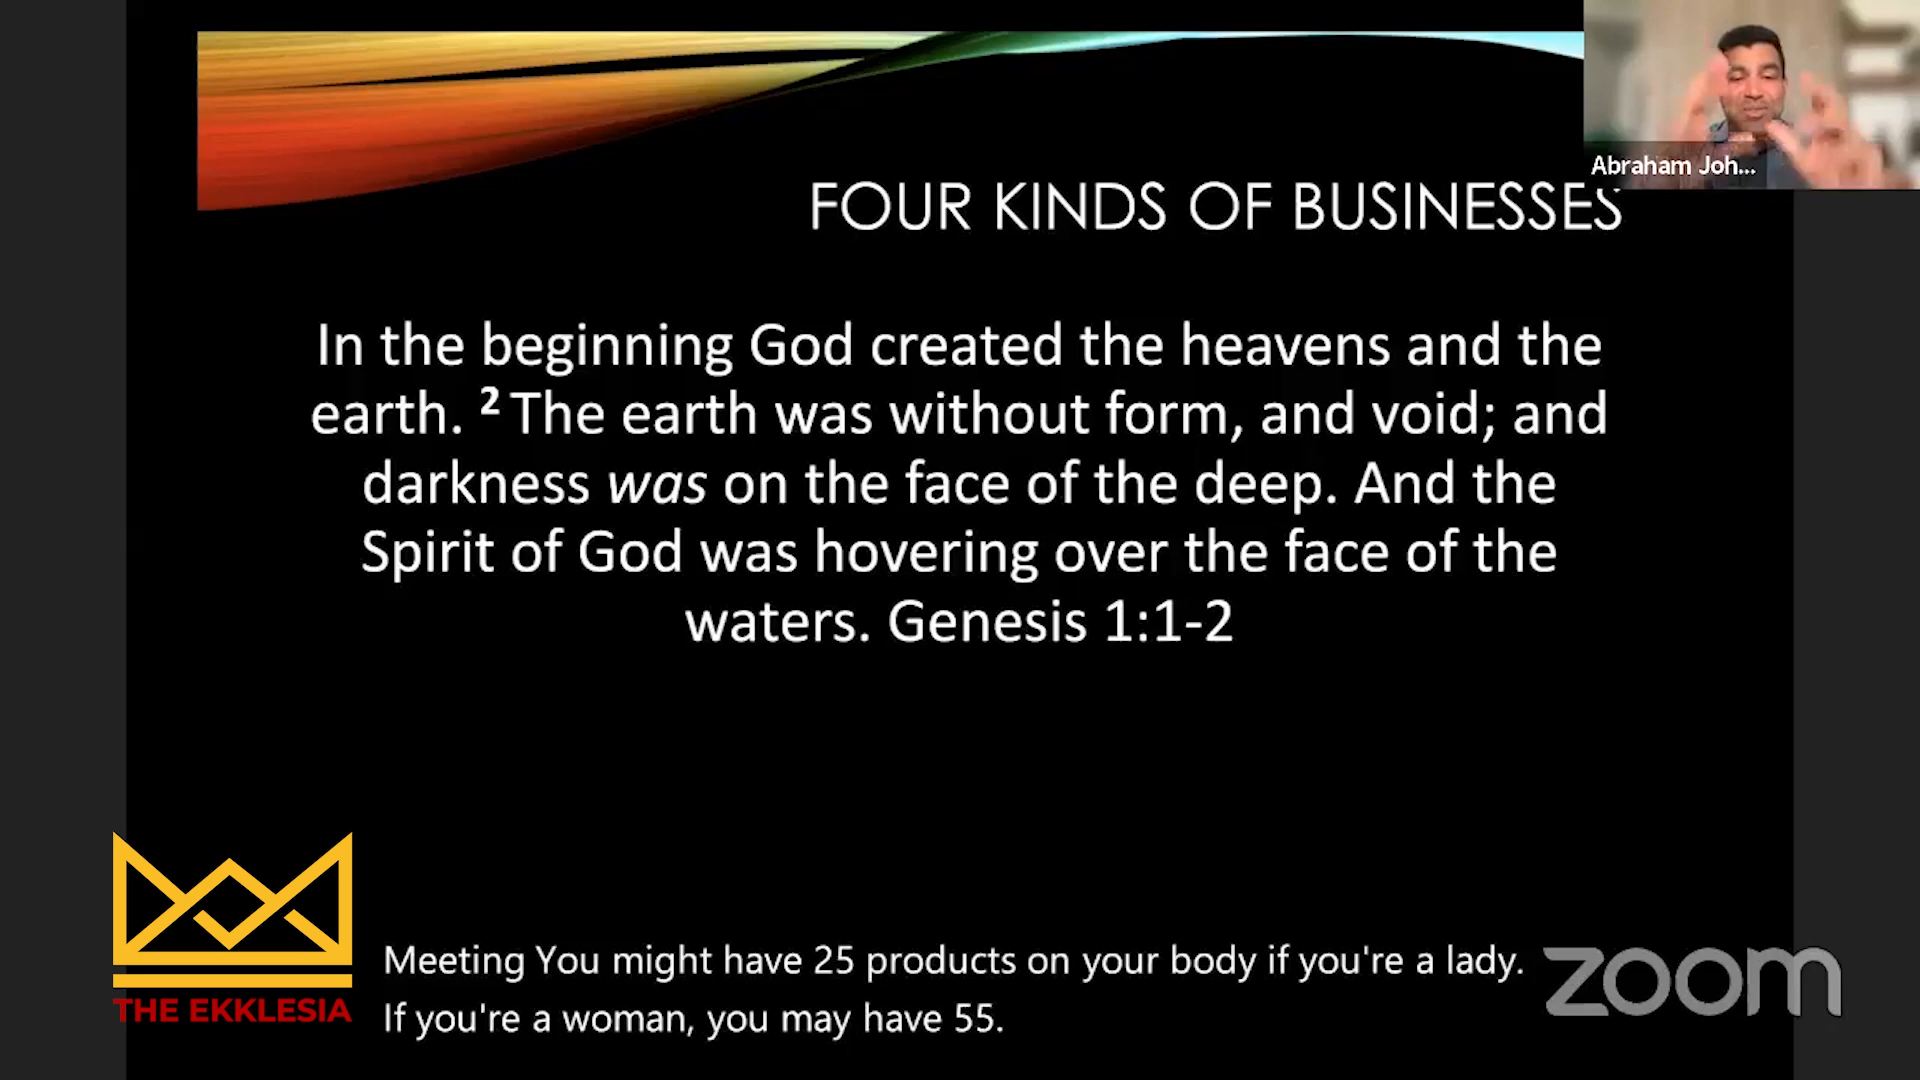 Abraham Joh...
FOUR KINDS OF BUSINESSES
In the beginning God created the heavens and the
earth. ² The earth was without form, and void; and
darkness was on the face of the deep. And the
Spirit of God was hovering over the face of the
waters. Genesis 1:1-2
THE EKKLESIA
Meeting You might have 25 products on your body if you're a lady.
If you're a woman, you may have 55.
zoom